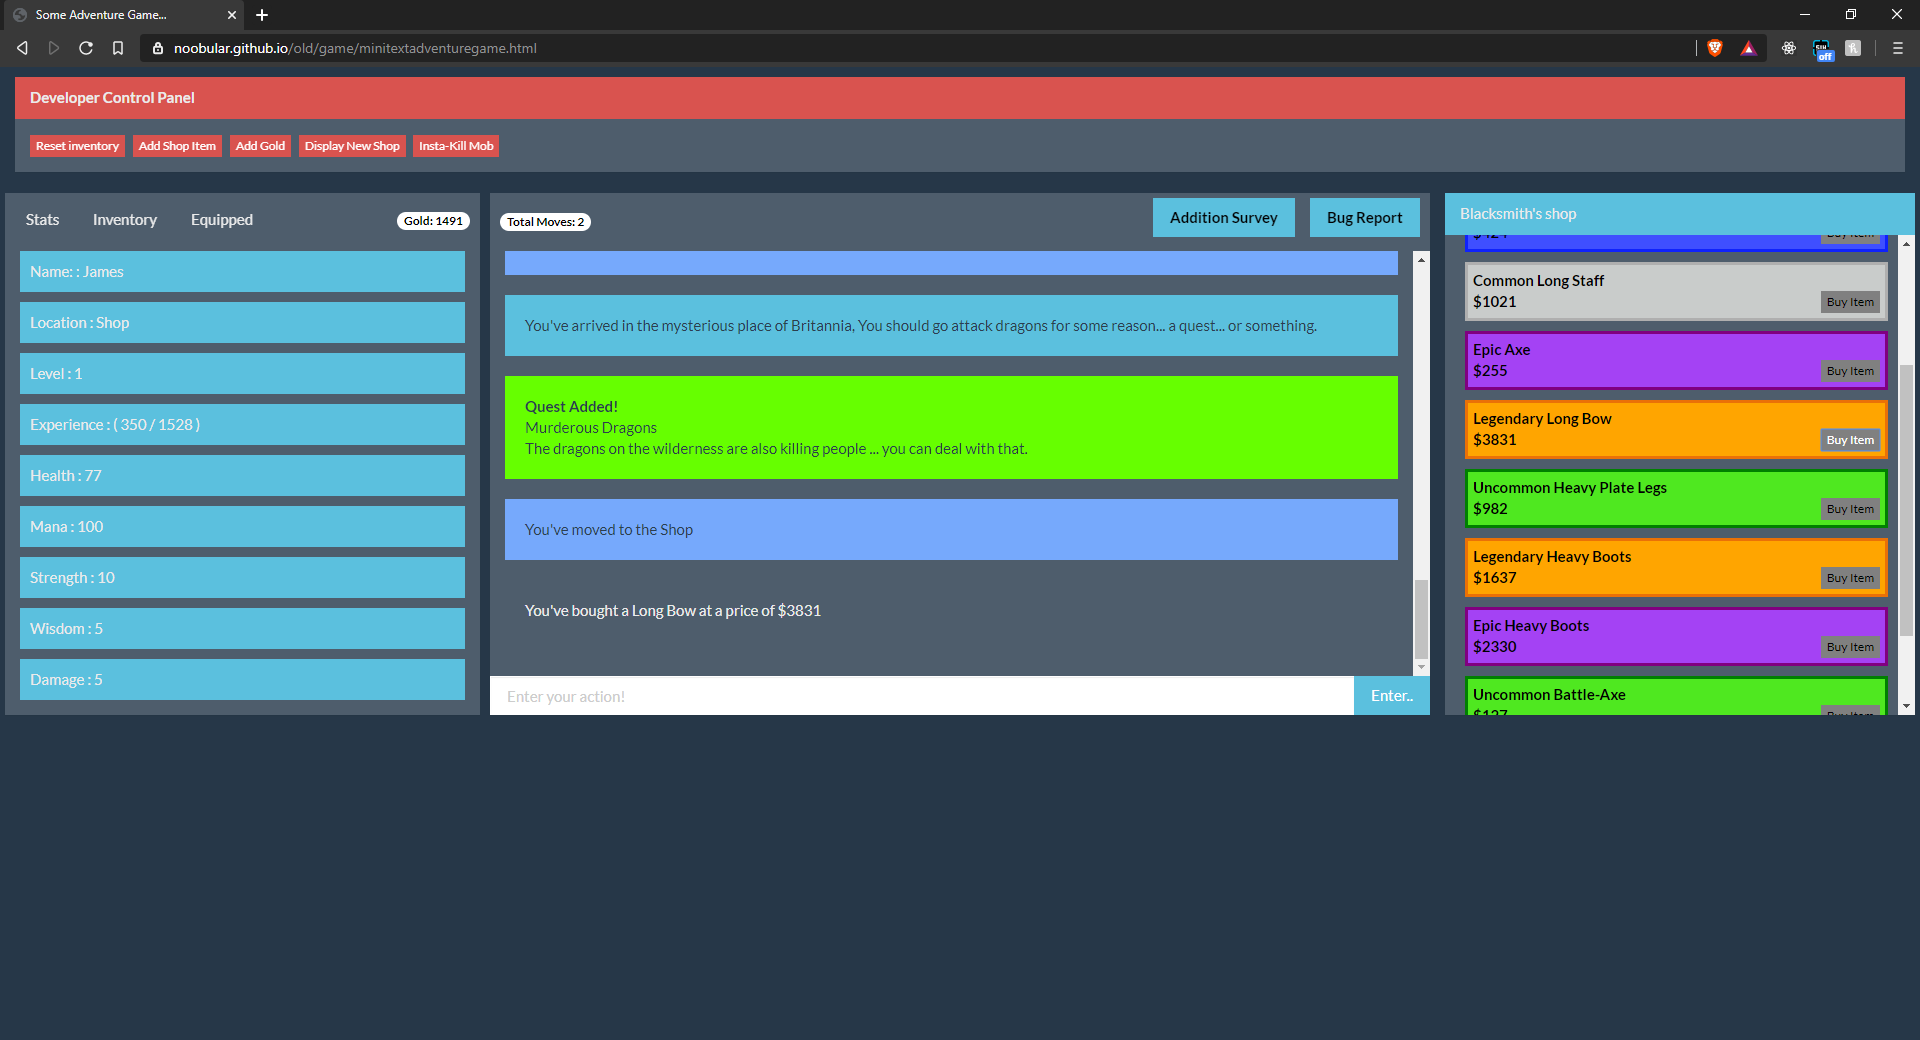 Some Adventure Game...
noobular.github.io/old/game/minitextadventuregame.html
off
Developer Control Panel
Reset inventory Add Shop Item Add Gold Display New Shop Insta-Kill Mob
Stats Inventory Equipped Gold: 1491
Name: : James
Location : Shop
Level : 1
Experience : ( 350 / 1528 )
Health : 77
Mana : 100
Strength : 10
Wisdom : 5
Damage : 5
Total Moves: 2 Addition Survey Bug Report
You've arrived in the mysterious place of Britannia, You should go attack dragons for some reason... a quest... or something.
Quest Added!
Murderous Dragons
The dragons on the wilderness are also killing people ... you can deal with that.
You've moved to the Shop
You've bought a Long Bow at a price of $3831
Enter your action! Enter..
Blacksmith's shop
Common Long Staff
$1021 Buy Item
Epic Axe
$255 Buy Item
Legendary Long Bow
$3831 Buy Item
Uncommon Heavy Plate Legs
$982 Buy Item
Legendary Heavy Boots
$1637 Buy Item
Epic Heavy Boots
$2330 Buy Item
Uncommon Battle-Axe